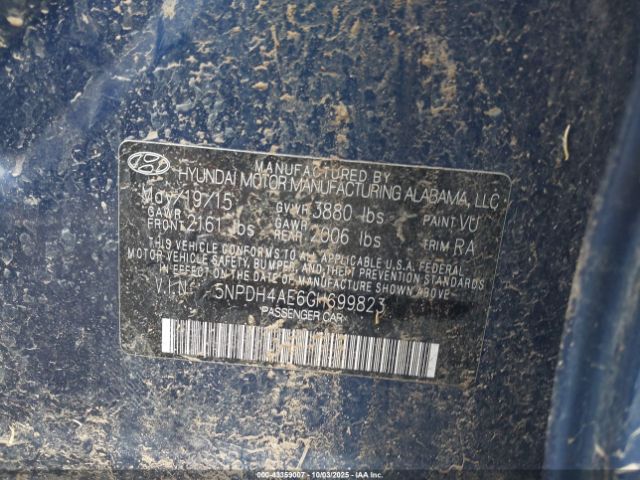 MANUFACTURED BY
HYUNDAI MOTOR MANUFACTURING ALABAMA, LLC
May/19/15 GVWR 3880 lbs PAINT VU
GAWR FRONT 2161 lbs GAWR REAR 2006 lbs TRIM RA
THIS VEHICLE CONFORMS TO ALL APPLICABLE U.S.A. FEDERAL
MOTOR VEHICLE SAFETY, BUMPER, AND THEFT PREVENTION STANDARDS
IN EFFECT ON THE DATE OF MANUFACTURE SHOWN ABOVE.
V.I.N. 5NPDH4AE6GH699823
PASSENGER CAR
000-43359007 | 10/03/2025 | IAA Inc.